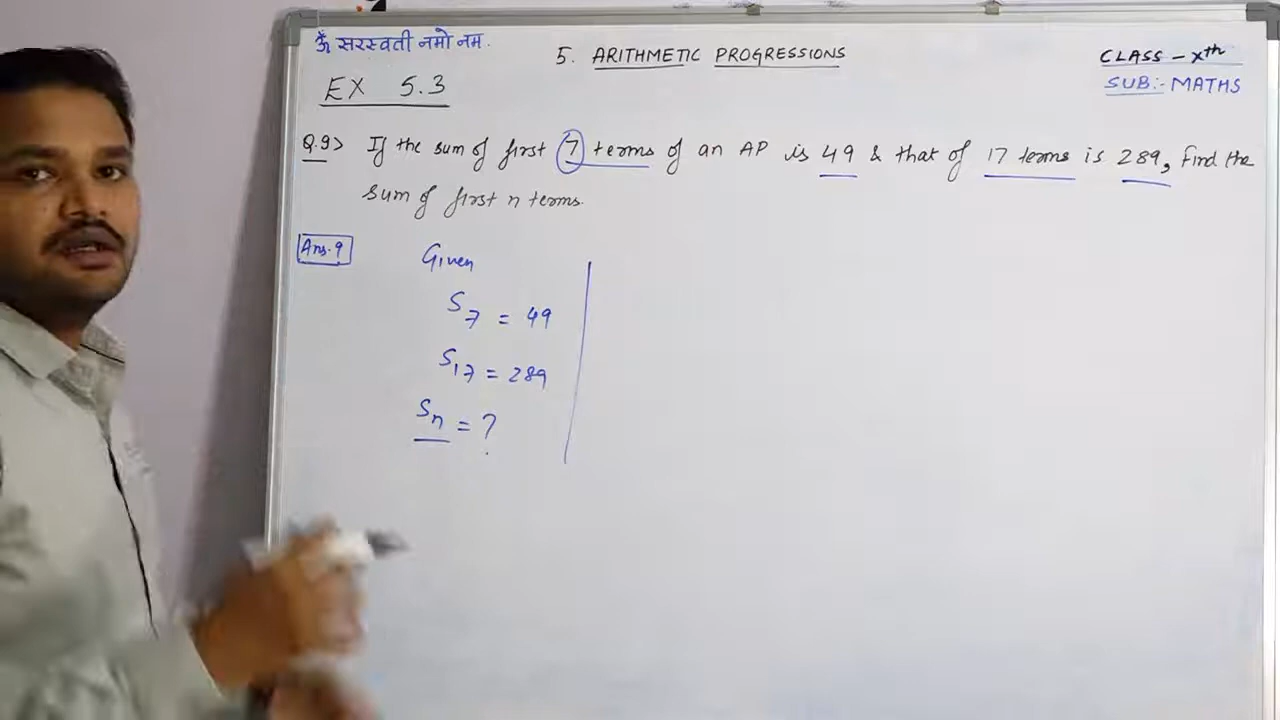 ॐ सरस्वती नमो नम.
5. ARITHMETIC PROGRESSIONS
CLASS - Xth
SUB:- MATHS
EX 5.3
Q.9> If the sum of first 7 terms of an AP is 49 & that of 17 terms is 289, find the
sum of first n terms.
Ans.9
Given
S7 = 49
S17 = 289
Sn = ?